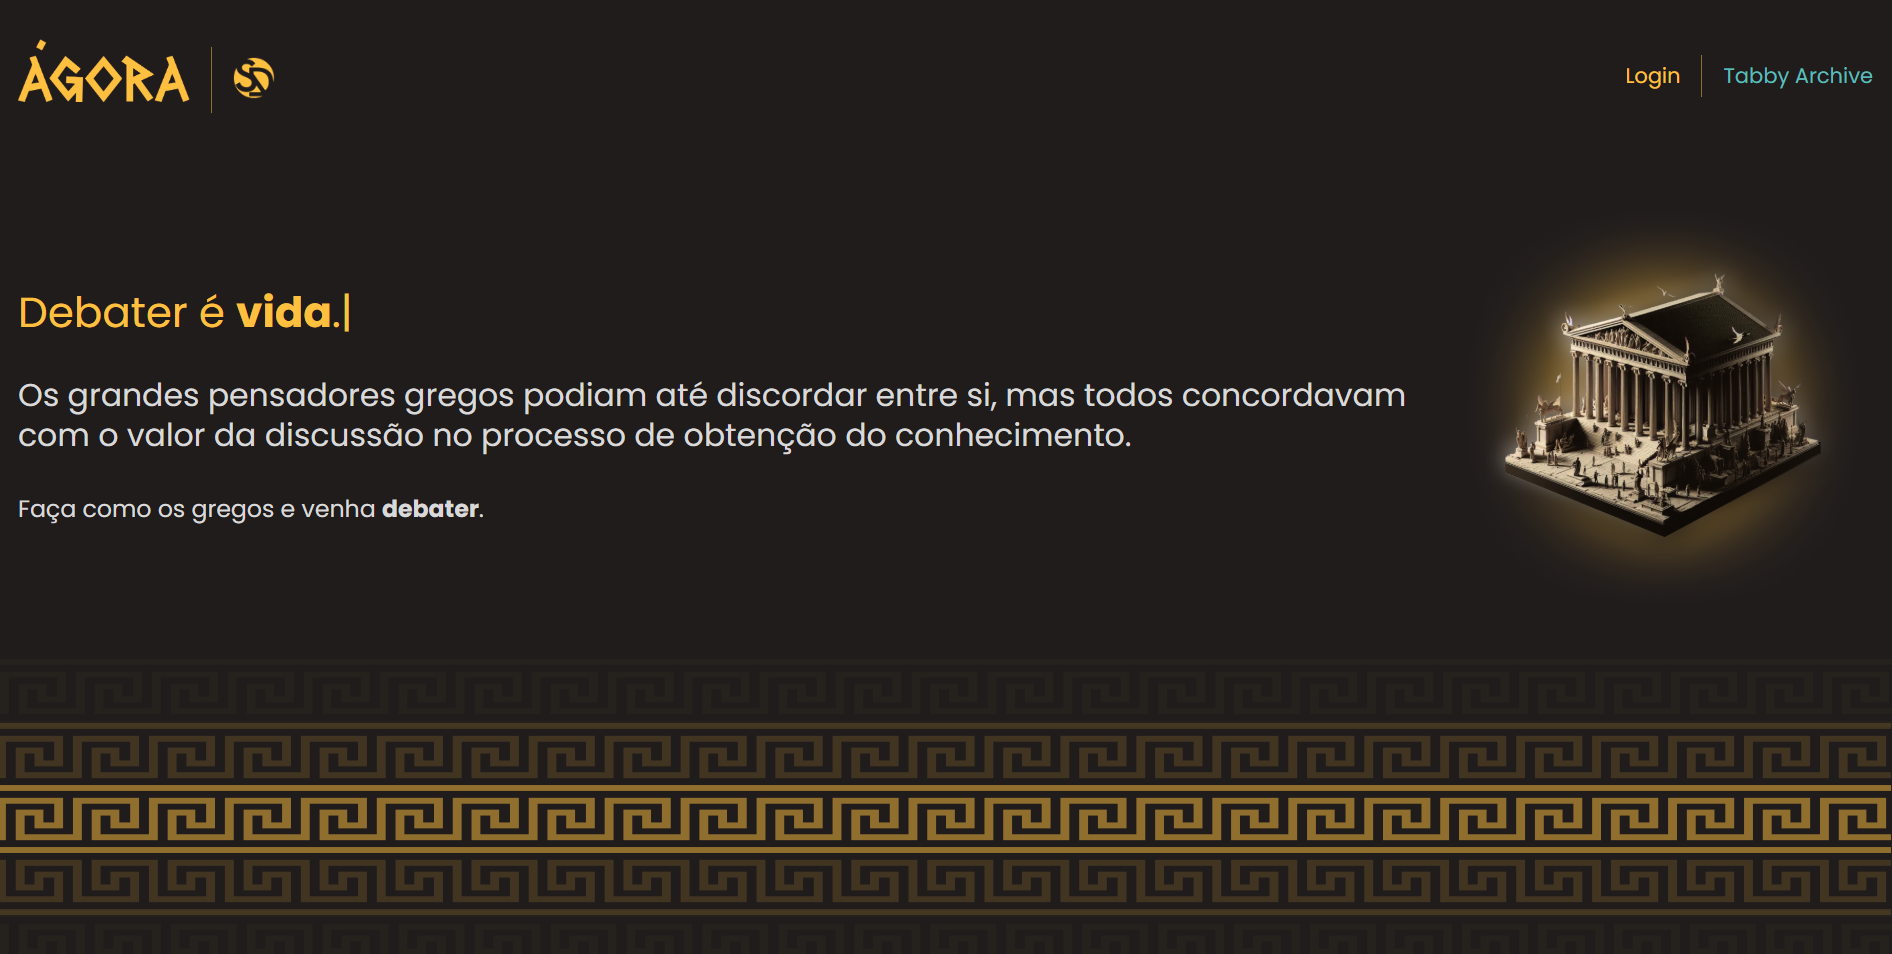 ÁGORA
Login
Tabby Archive
Debater é vida.
Os grandes pensadores gregos podiam até discordar entre si, mas todos concordavam
com o valor da discussão no processo de obtenção do conhecimento.
Faça como os gregos e venha debater.